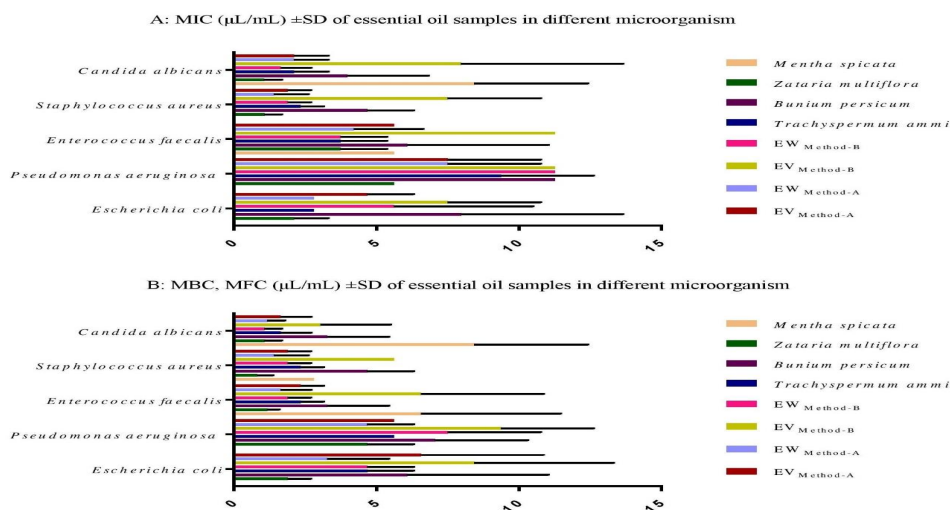 A: MIC (μL/mL) ±SD of essential oil samples in different microorganism
Candida albicans
Staphylococcus aureus
Enterococcus faecalis
Pseudomonas aeruginosa
Escherichia coli
0
5
10
15
Mentha spicata
Zataria multiflora
Bunium persicum
Trachyspermum ammi
EW Method-B
EV Method-B
EW Method-A
EV Method-A
B: MBC, MFC (μL/mL) ±SD of essential oil samples in different microorganism
Candida albicans
Staphylococcus aureus
Enterococcus faecalis
Pseudomonas aeruginosa
Escherichia coli
0
5
10
15
Mentha spicata
Zataria multiflora
Bunium persicum
Trachyspermum ammi
EW Method-B
EV Method-B
EW Method-A
EV Method-A